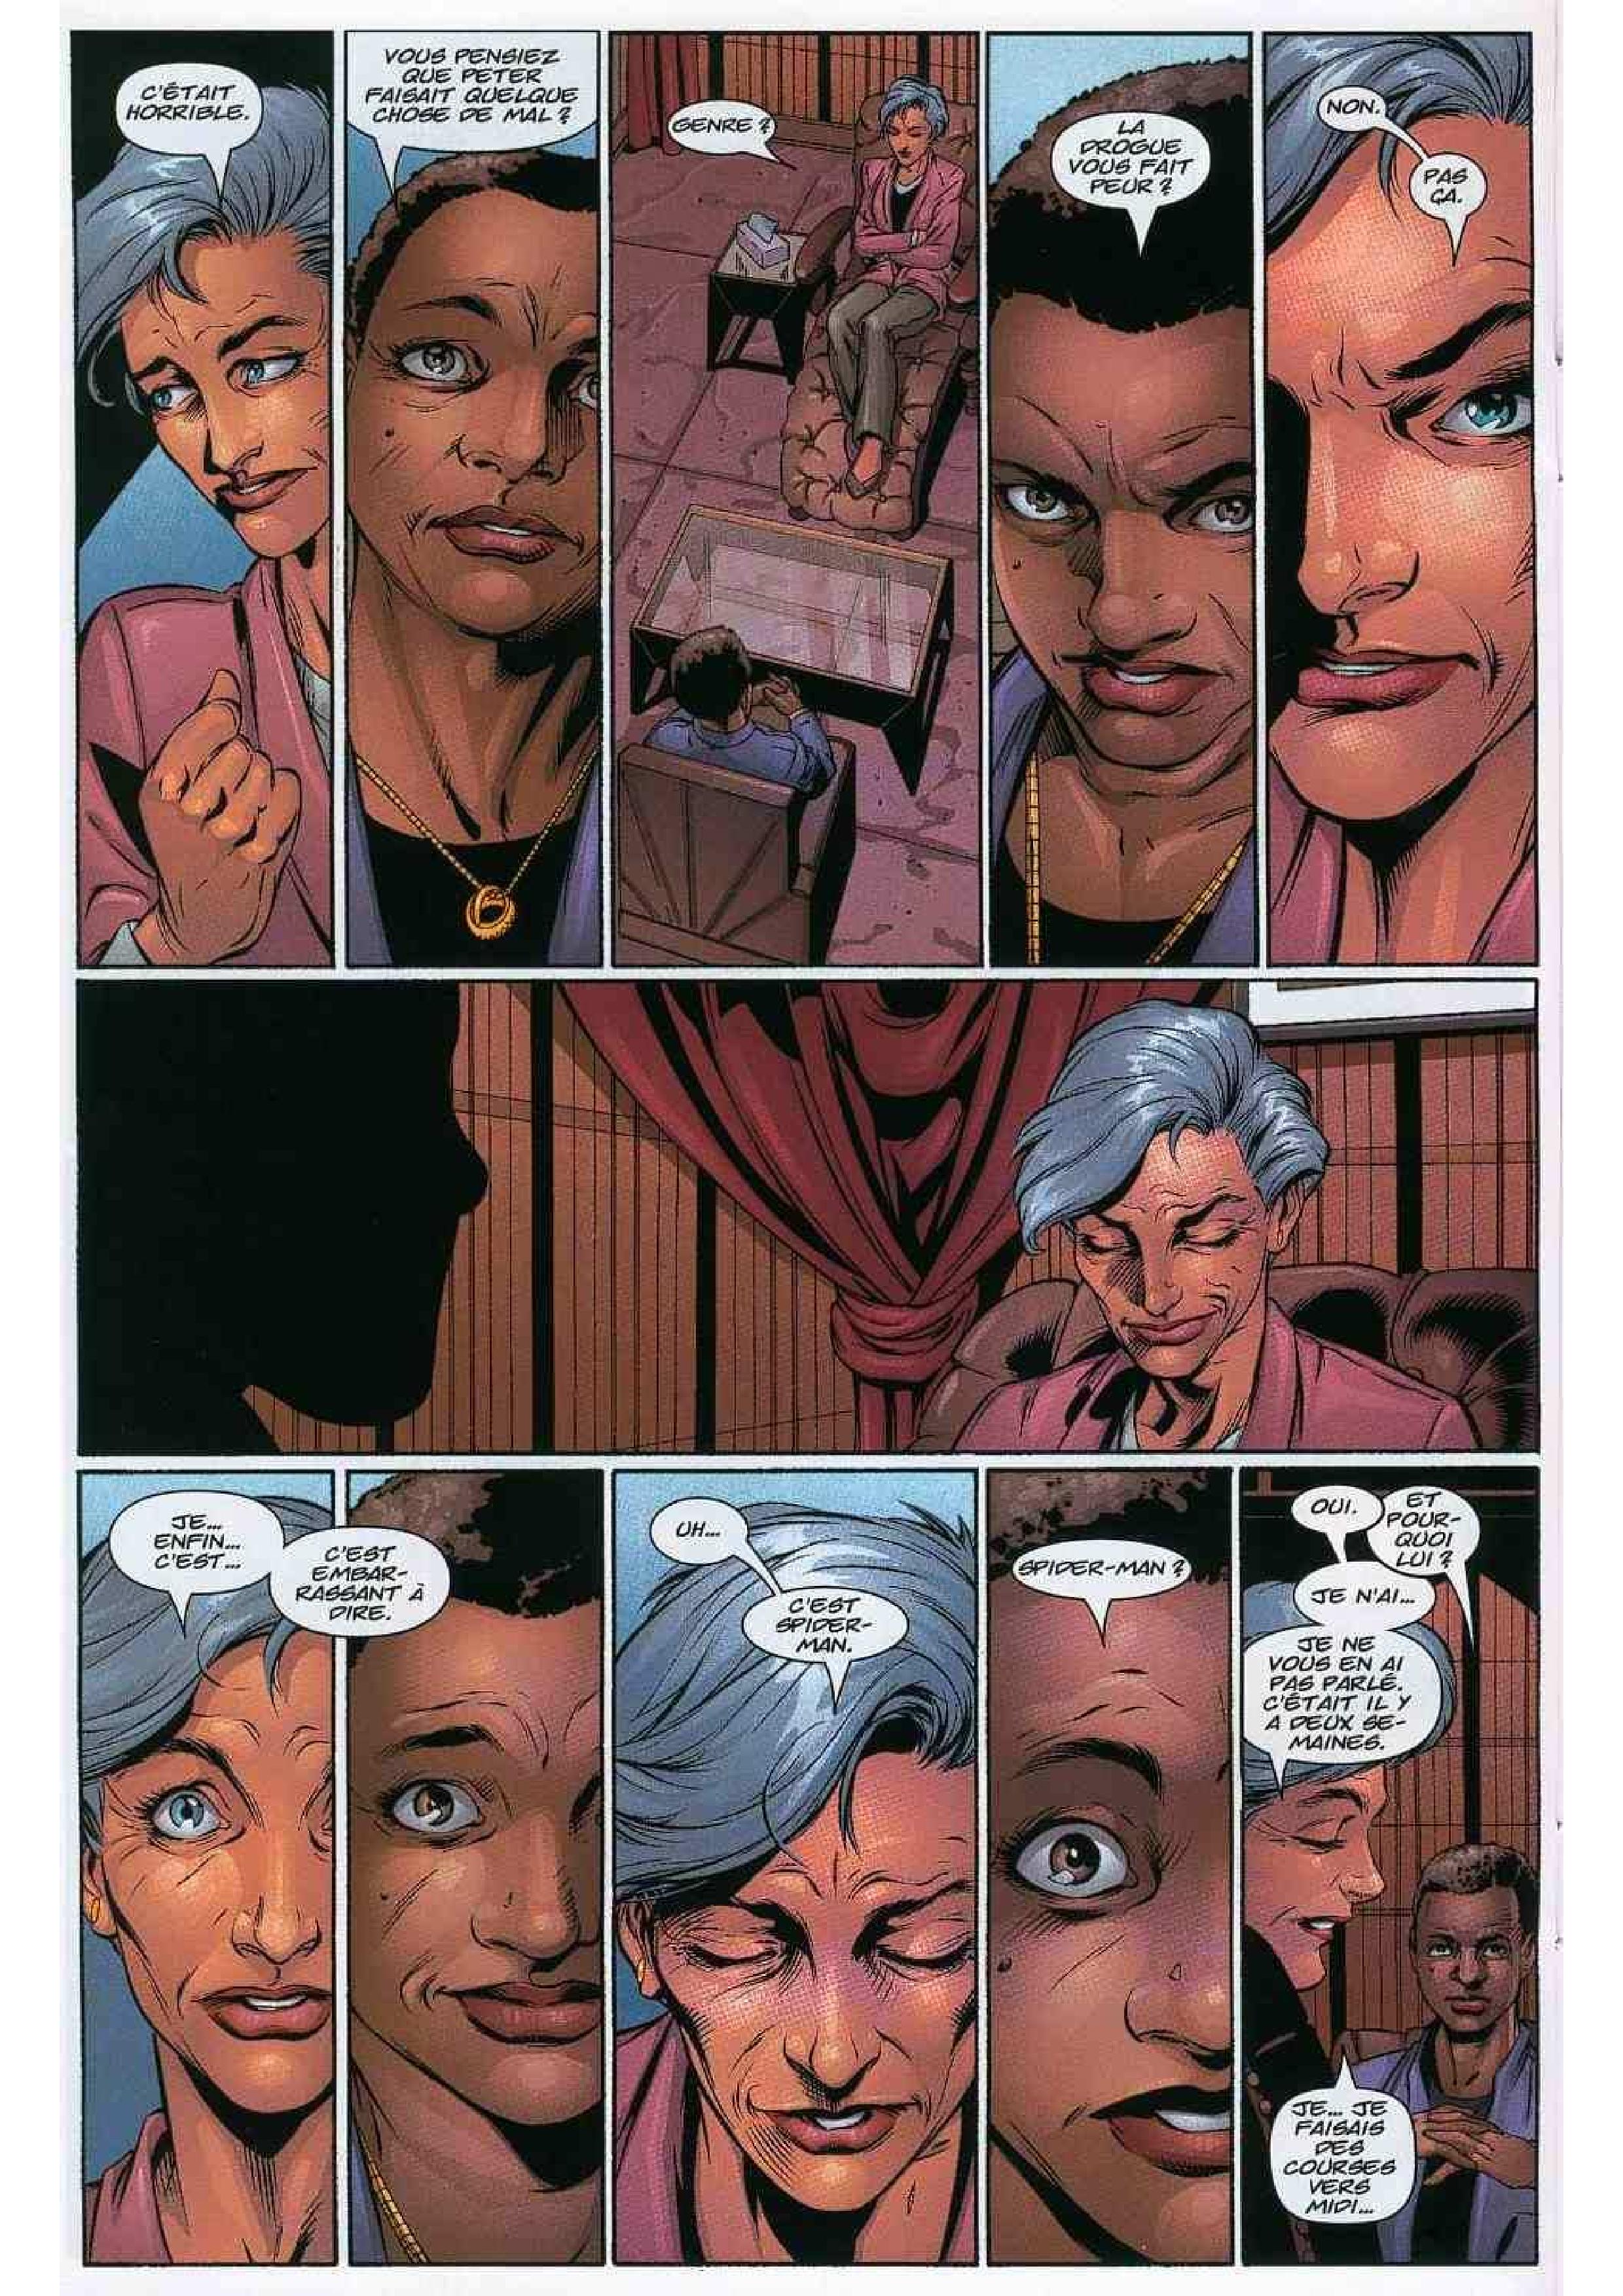 C'ÉTAIT
HORRIBLE.
VOUS PENSIEZ
QUE PETER
FAISAIT QUELQUE
CHOSE DE MAL ?
GENRE ?
LA
DROGUE
VOUS FAIT
PEUR ?
NON.
PAS
ÇA.
JE...
ENFIN...
C'EST...
C'EST
EMBAR-
RASSANT À
DIRE.
UH...
C'EST
SPIDER-
MAN.
SPIDER-MAN ?
OUI.
ET
POUR-
QUOI
LUI ?
JE N'AI...
JE NE
VOUS EN AI
PAS PARLÉ.
C'ÉTAIT IL Y
A DEUX SE-
MAINES.
JE... JE
FAISAIS
DES
COURSES
VERS
MIDI...